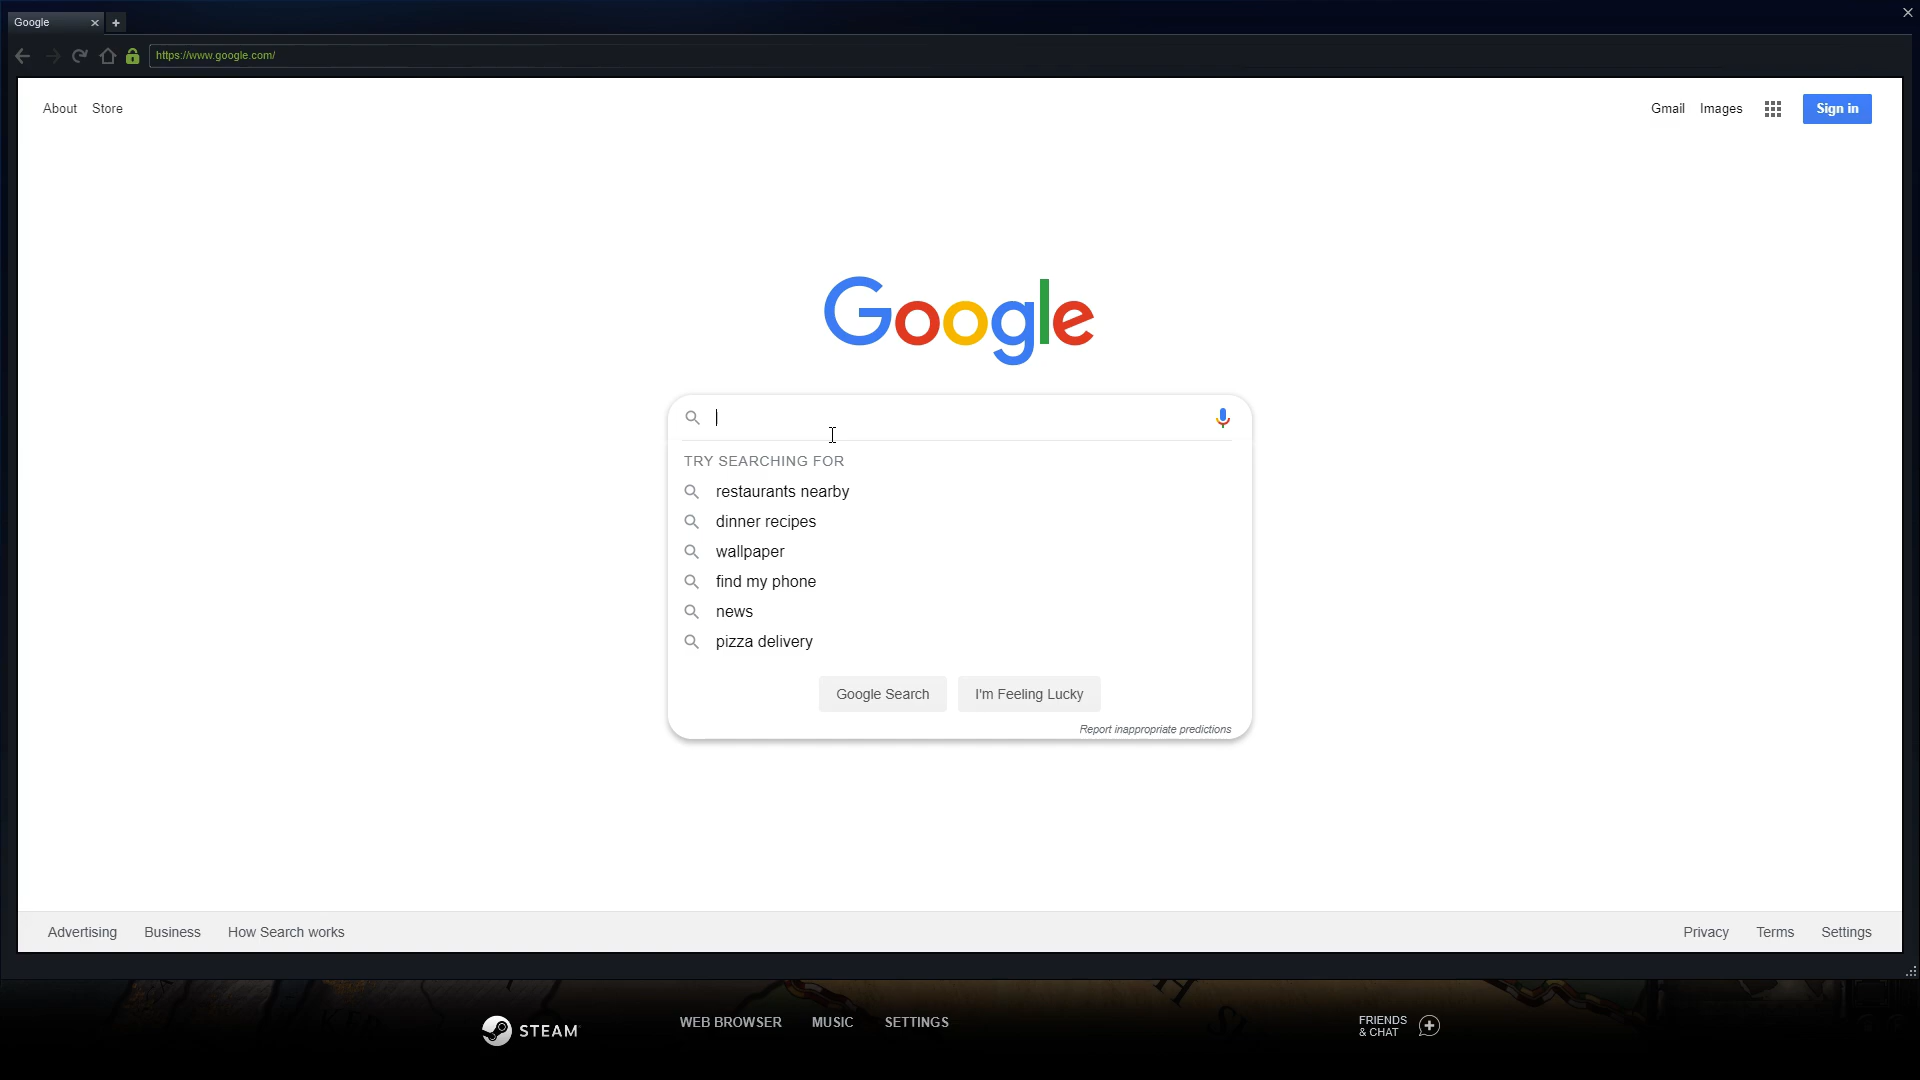 Google
https://www.google.com/
About Store
Gmail Images Sign in
Google
TRY SEARCHING FOR
restaurants nearby
dinner recipes
wallpaper
find my phone
news
pizza delivery
Google Search I'm Feeling Lucky
Report inappropriate predictions
Advertising Business How Search works
Privacy Terms Settings
STEAM
WEB BROWSER MUSIC SETTINGS
FRIENDS
& CHAT